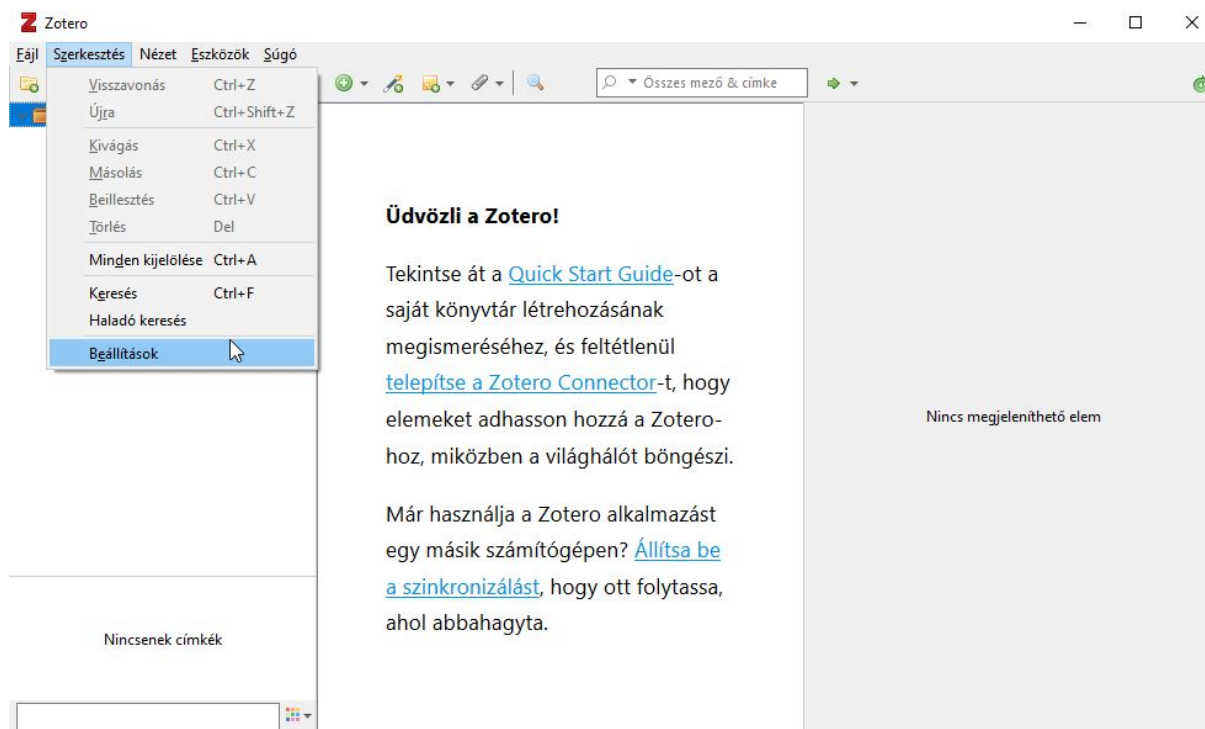 Zotero
Fájl Szerkesztés Nézet Eszközök Súgó
Összes mező & címke
Visszavonás Ctrl+Z
Újra Ctrl+Shift+Z
Kivágás Ctrl+X
Másolás Ctrl+C
Beillesztés Ctrl+V
Törlés Del
Minden kijelölése Ctrl+A
Keresés Ctrl+F
Haladó keresés
Beállítások
Nincsenek címkék
Üdvözli a Zotero!
Tekintse át a Quick Start Guide-ot a
saját könyvtár létrehozásának
megismeréséhez, és feltétlenül
telepítse a Zotero Connector-t, hogy
elemeket adhasson hozzá a Zotero-
hoz, miközben a világhálót böngészi.
Már használja a Zotero alkalmazást
egy másik számítógépen? Állítsa be
a szinkronizálást, hogy ott folytassa,
ahol abbahagyta.
Nincs megjeleníthető elem